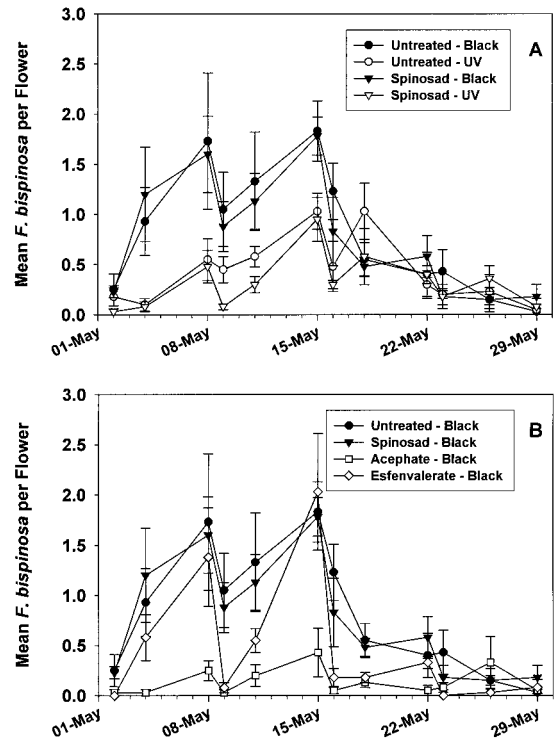 A
Untreated - Black
Untreated - UV
Spinosad - Black
Spinosad - UV
Mean F. bispinosa per Flower
3.0
2.5
2.0
1.5
1.0
0.5
0.0
01-May
08-May
15-May
22-May
29-May
B
Untreated - Black
Spinosad - Black
Acephate - Black
Esfenvalerate - Black
Mean F. bispinosa per Flower
3.0
2.5
2.0
1.5
1.0
0.5
0.0
01-May
08-May
15-May
22-May
29-May